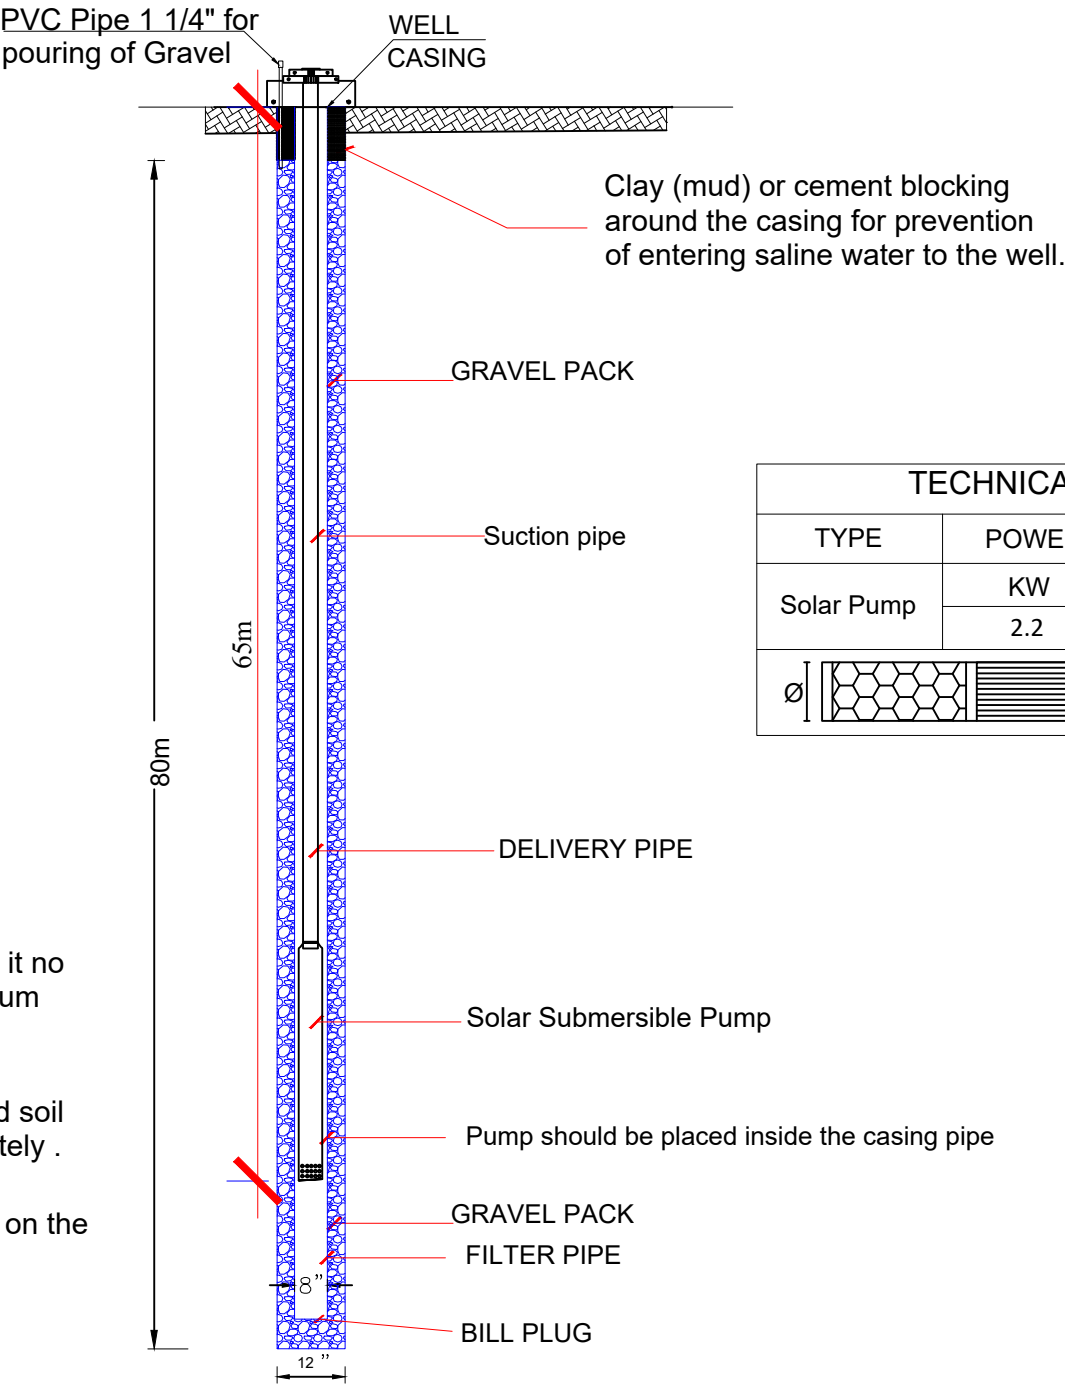 PVC Pipe 1 1/4" for
pouring of Gravel
WELL
CASING
Clay (mud) or cement blocking
around the casing for prevention
of entering saline water to the well.
GRAVEL PACK
Suction pipe
TECHNICA
TYPE
POWE
Solar Pump
KW
2.2
Ø
65m
80m
DELIVERY PIPE
it no
um
Solar Submersible Pump
d soil
tely .
Pump should be placed inside the casing pipe
on the
GRAVEL PACK
FILTER PIPE
8 ”
BILL PLUG
12 ”